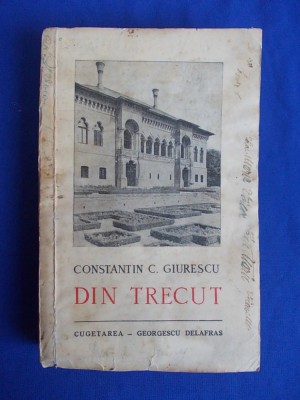 CONSTANTIN C. GIURESCU
DIN TRECUT
CUGETAREA – GEORGESCU DELAFRAS